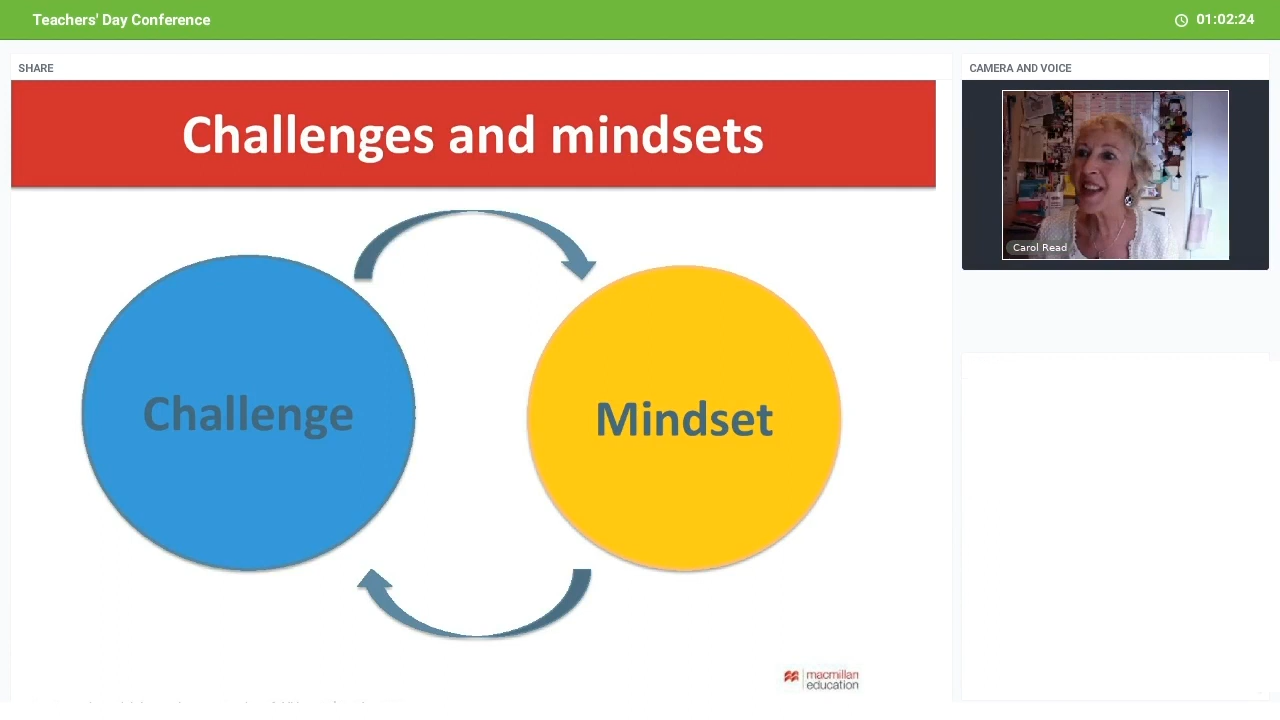 Teachers' Day Conference
01:02:24
SHARE
CAMERA AND VOICE
Challenges and mindsets
Carol Read
Challenge
Mindset
macmillan
education